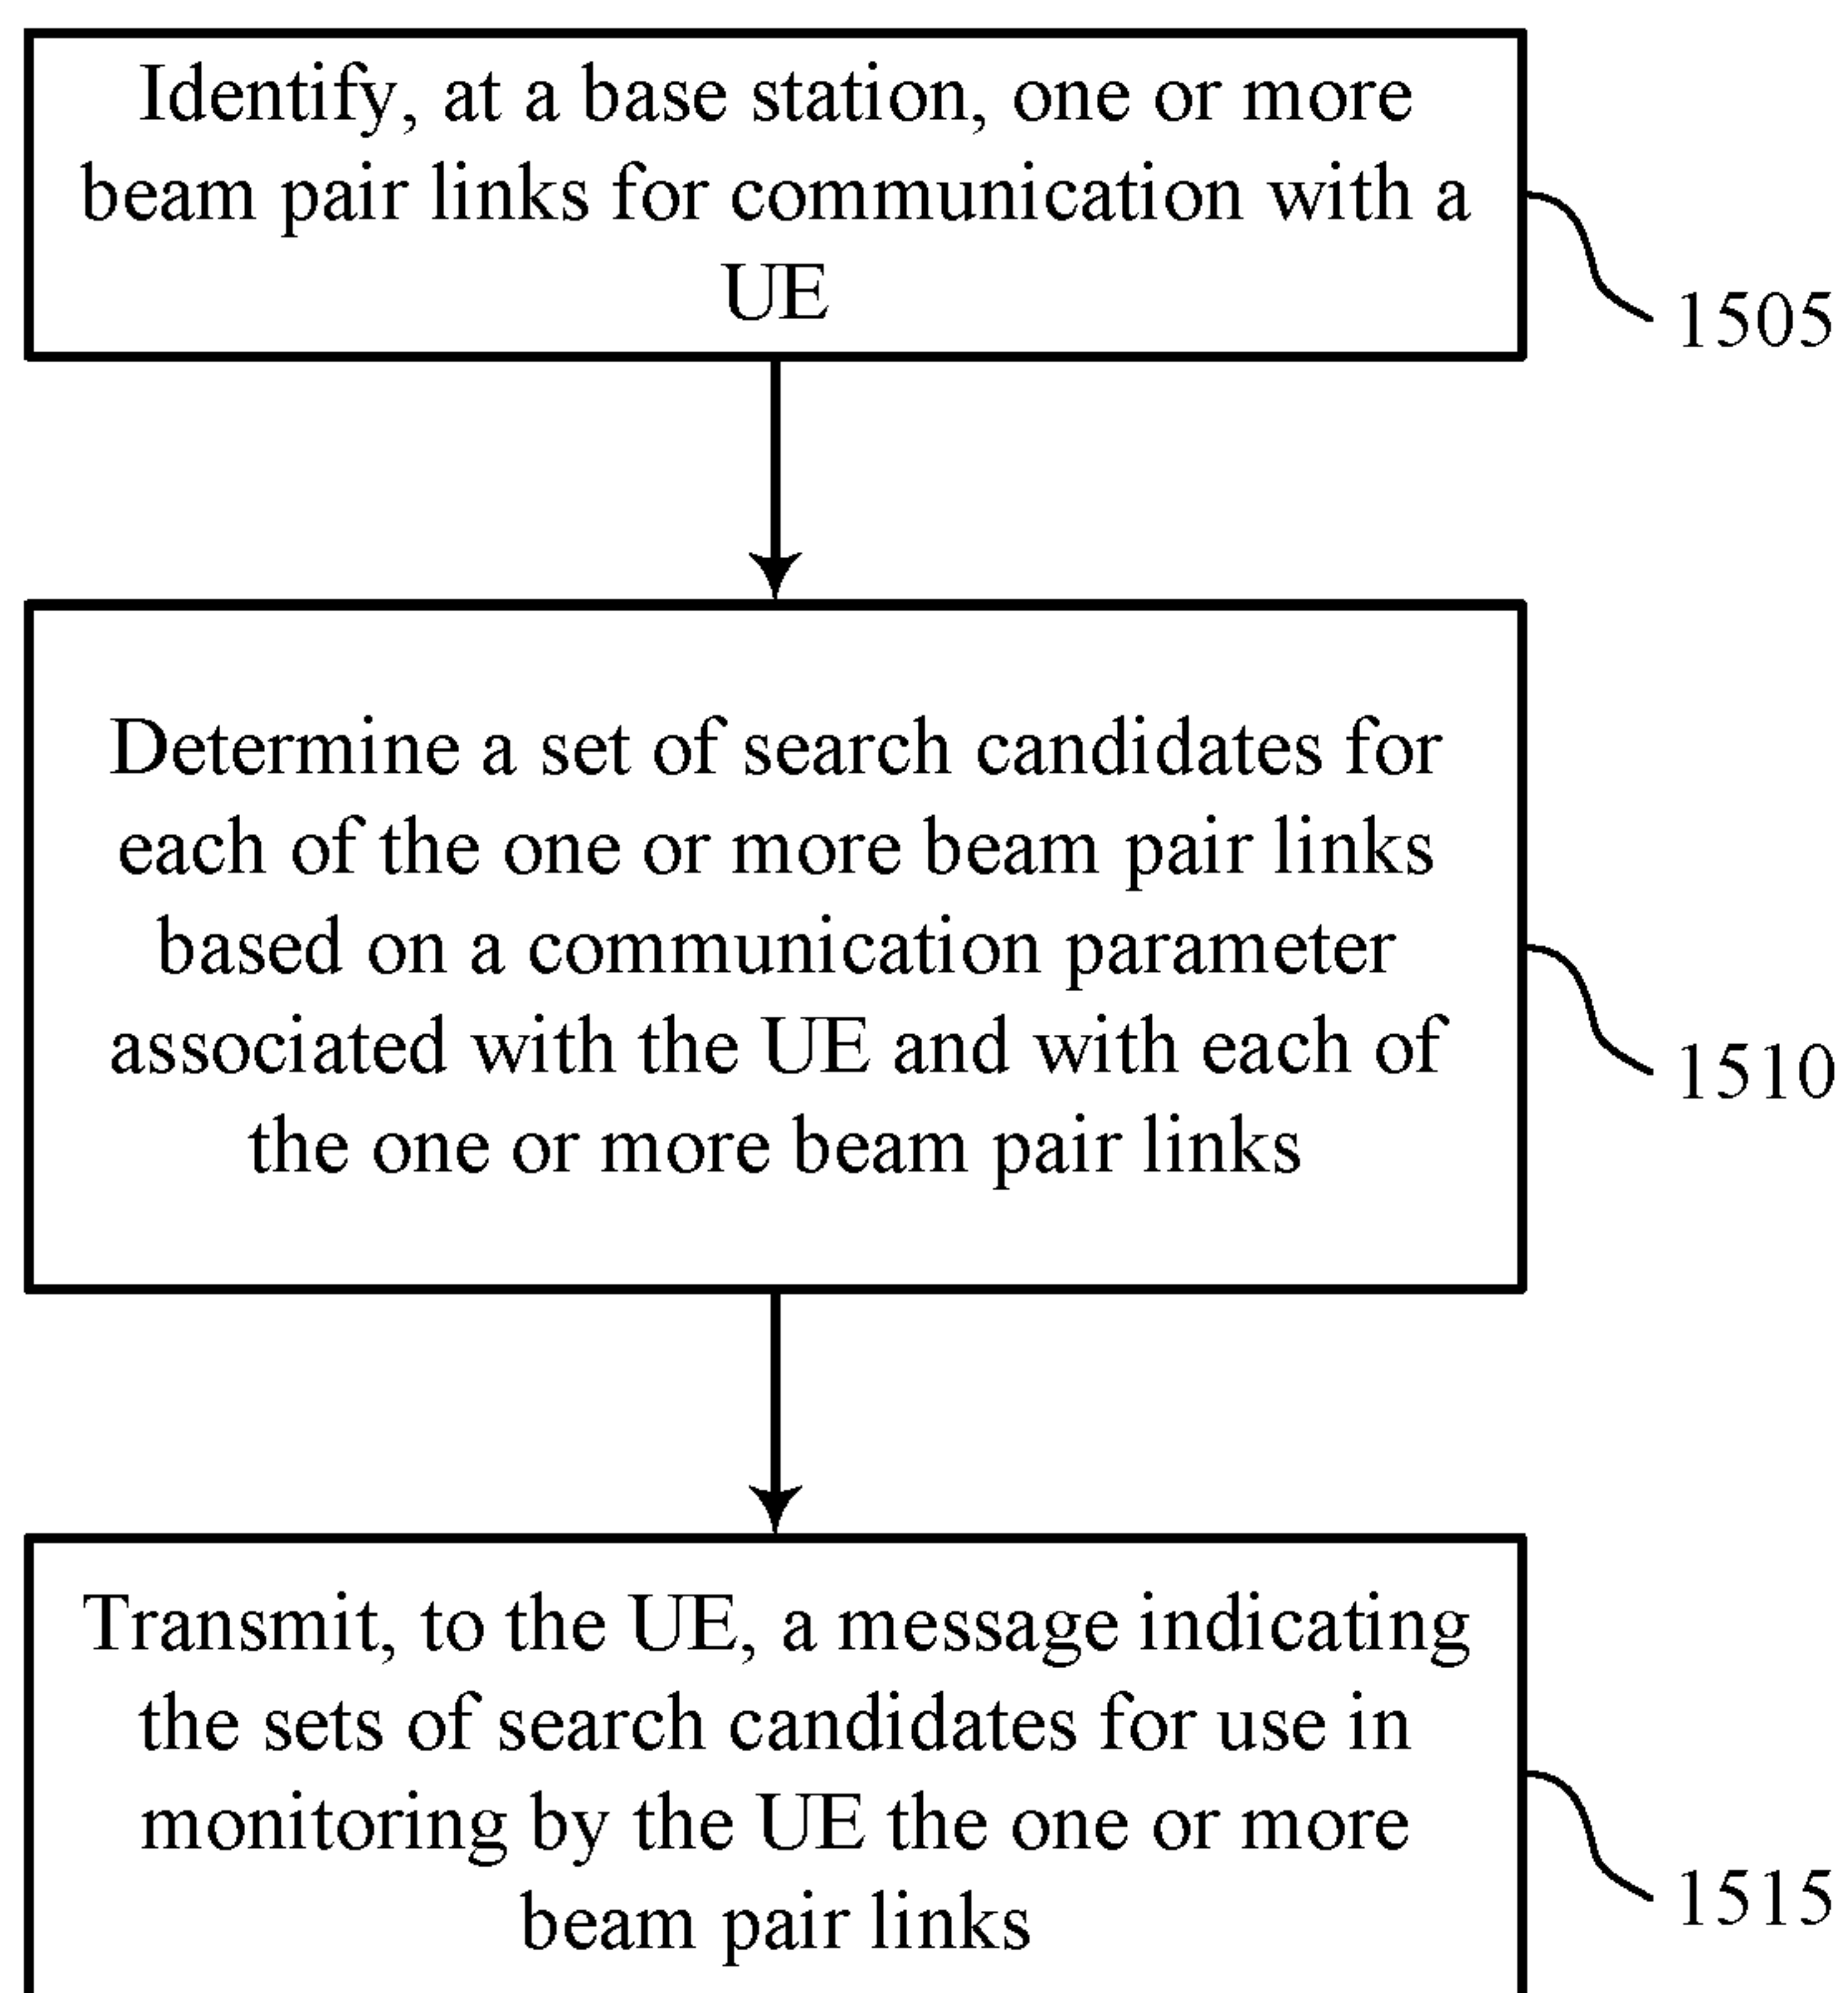 Identify, at a base station, one or more
beam pair links for communication with a
UE
1505
Determine a set of search candidates for
each of the one or more beam pair links
based on a communication parameter
associated with the UE and with each of
the one or more beam pair links
1510
Transmit, to the UE, a message indicating
the sets of search candidates for use in
monitoring by the UE the one or more
beam pair links
1515